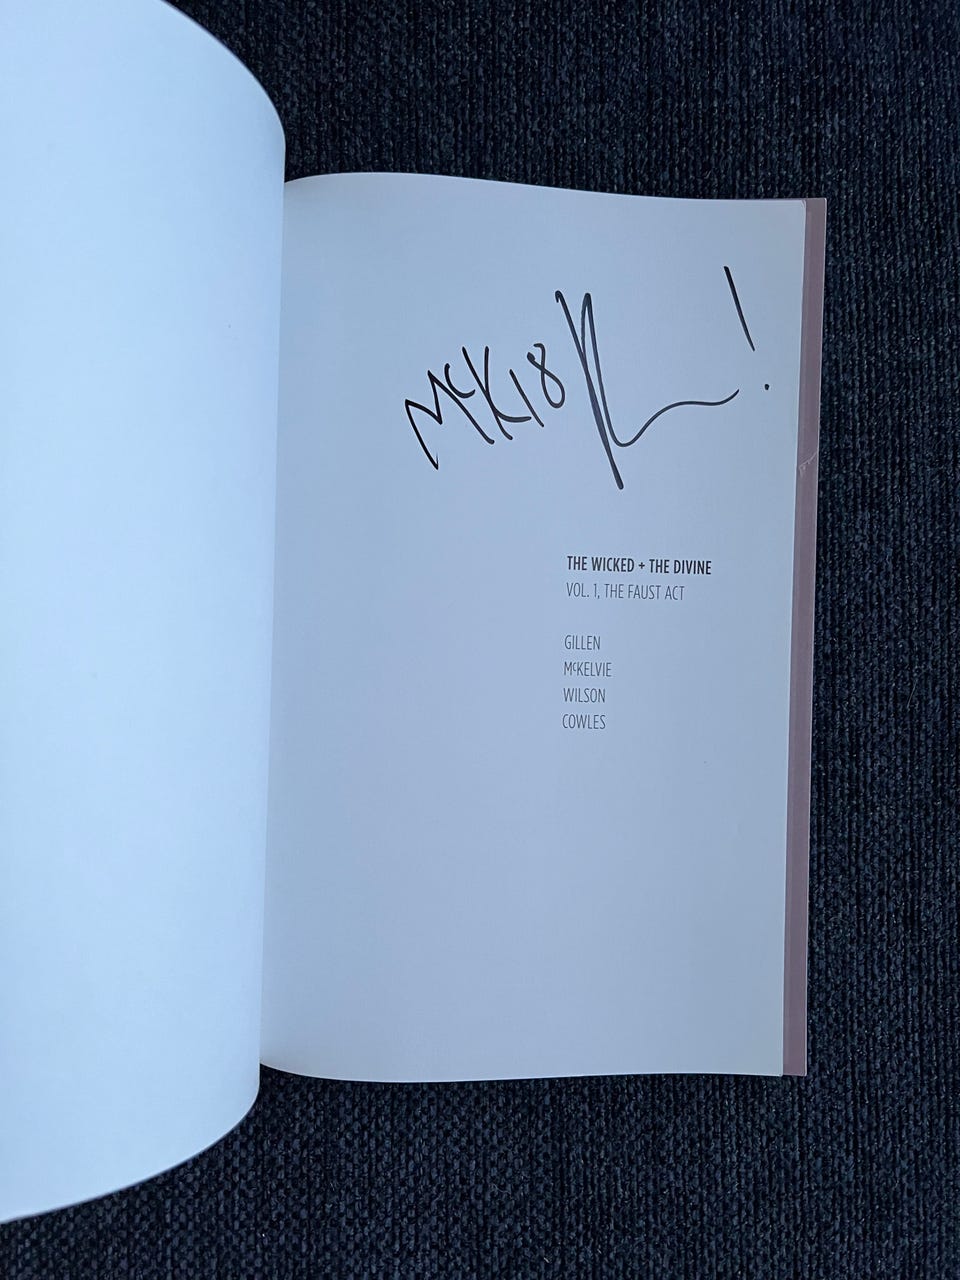 McK18
!
THE WICKED + THE DIVINE
VOL. 1, THE FAUST ACT
GILLEN
McKELVIE
WILSON
COWLES